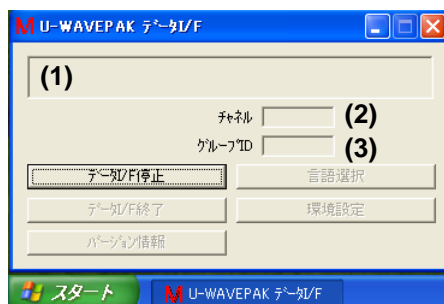 U-WAVEPAK ﾃﾞｰﾀI/F
(1)
ﾁｬﾈﾙ (2)
ｸﾞﾙｰﾌﾟID (3)
ﾃﾞｰﾀI/F停止 言語選択
ﾃﾞｰﾀI/F終了 環境設定
ﾊﾞｰｼﾞｮﾝ情報
スタート U-WAVEPAK ﾃﾞｰﾀI/F